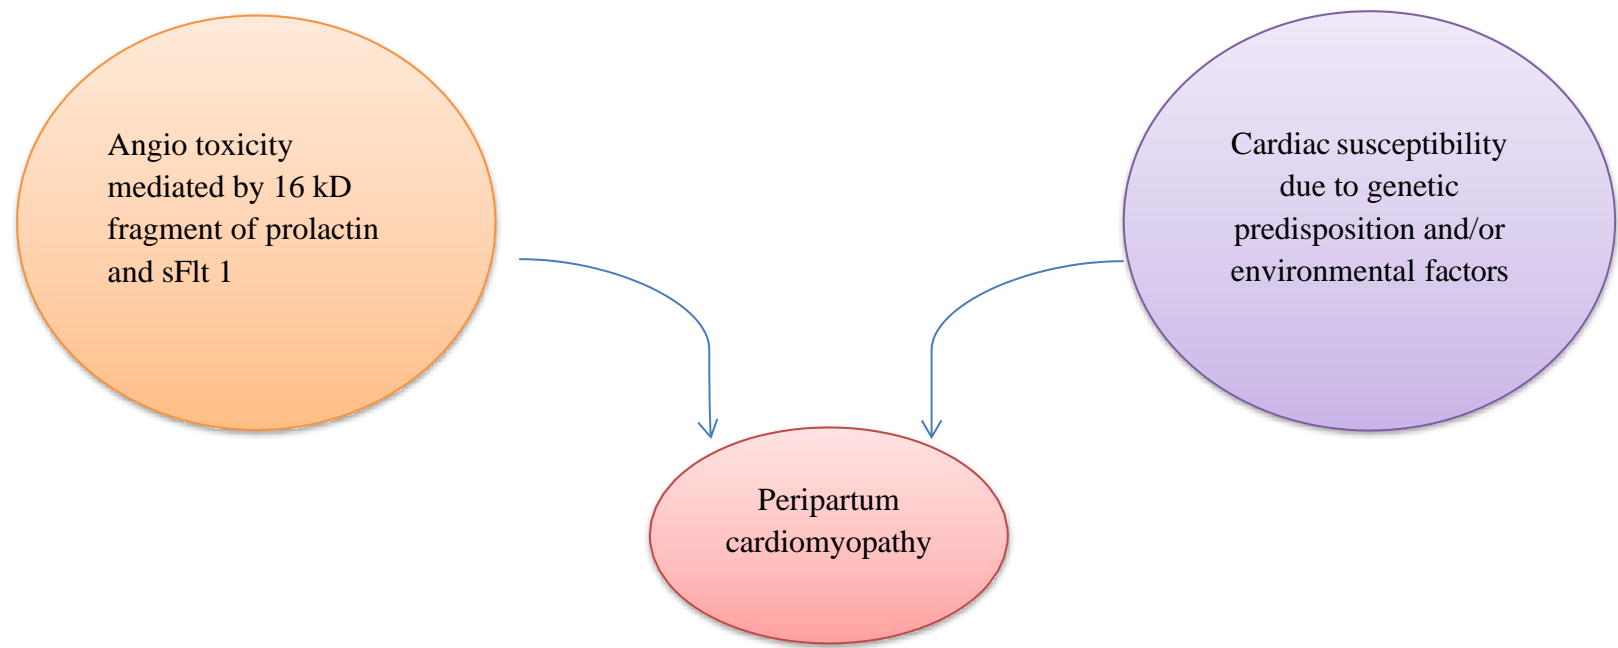 Angio toxicity
mediated by 16 kD
fragment of prolactin
and sFlt 1
Cardiac susceptibility
due to genetic
predisposition and/or
environmental factors
Peripartum
cardiomyopathy